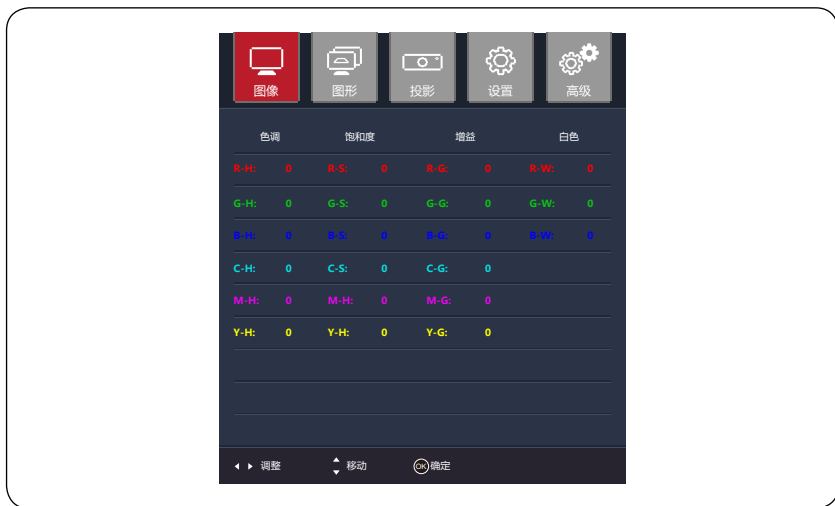 图像 图形 投影 设置 高级
色调 饱和度 增益 白色
R-H: 0 R-S: 0 R-G: 0 R-W: 0
G-H: 0 G-S: 0 G-G: 0 G-W: 0
B-H: 0 B-S: 0 B-G: 0 B-W: 0
C-H: 0 C-S: 0 C-G: 0
M-H: 0 M-H: 0 M-G: 0
Y-H: 0 Y-H: 0 Y-G: 0
调整 移动 OK 确定